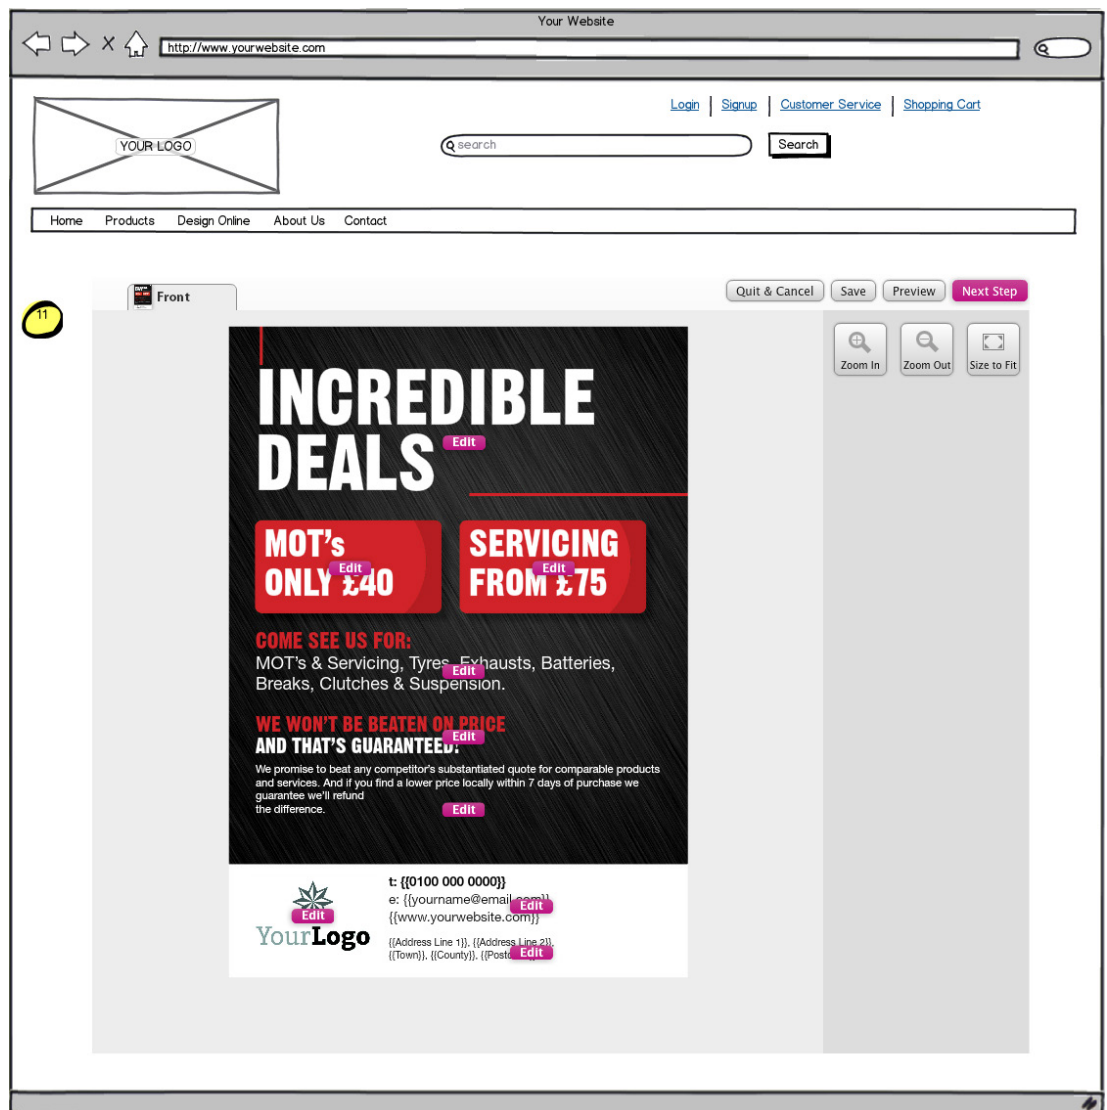 Your Website
http://www.yourwebsite.com
Login Signup Customer Service Shopping Cart
YOUR LOGO
search
Search
Home Products Design Online About Us Contact
11
Front
Quit & Cancel Save Preview Next Step
Zoom In Zoom Out Size to Fit
INCREDIBLE
DEALS
Edit
MOT's
ONLY £40
Edit
SERVICING
FROM £75
Edit
COME SEE US FOR:
MOT's & Servicing, Tyres, Exhausts, Batteries,
Edit
Breaks, Clutches & Suspension.
WE WON'T BE BEATEN ON PRICE
Edit
AND THAT'S GUARANTEED!
We promise to beat any competitor's substantiated quote for comparable products
and services. And if you find a lower price locally within 7 days of purchase we
guarantee we'll refund
the difference.
Edit
Edit
YourLogo
t: {{0100 000 0000}}
e: {{yourname@email.com}}
Edit
{{www.yourwebsite.com}}
{{Address Line 1}}, {{Address Line 2}},
{{Town}}, {{County}},
Edit